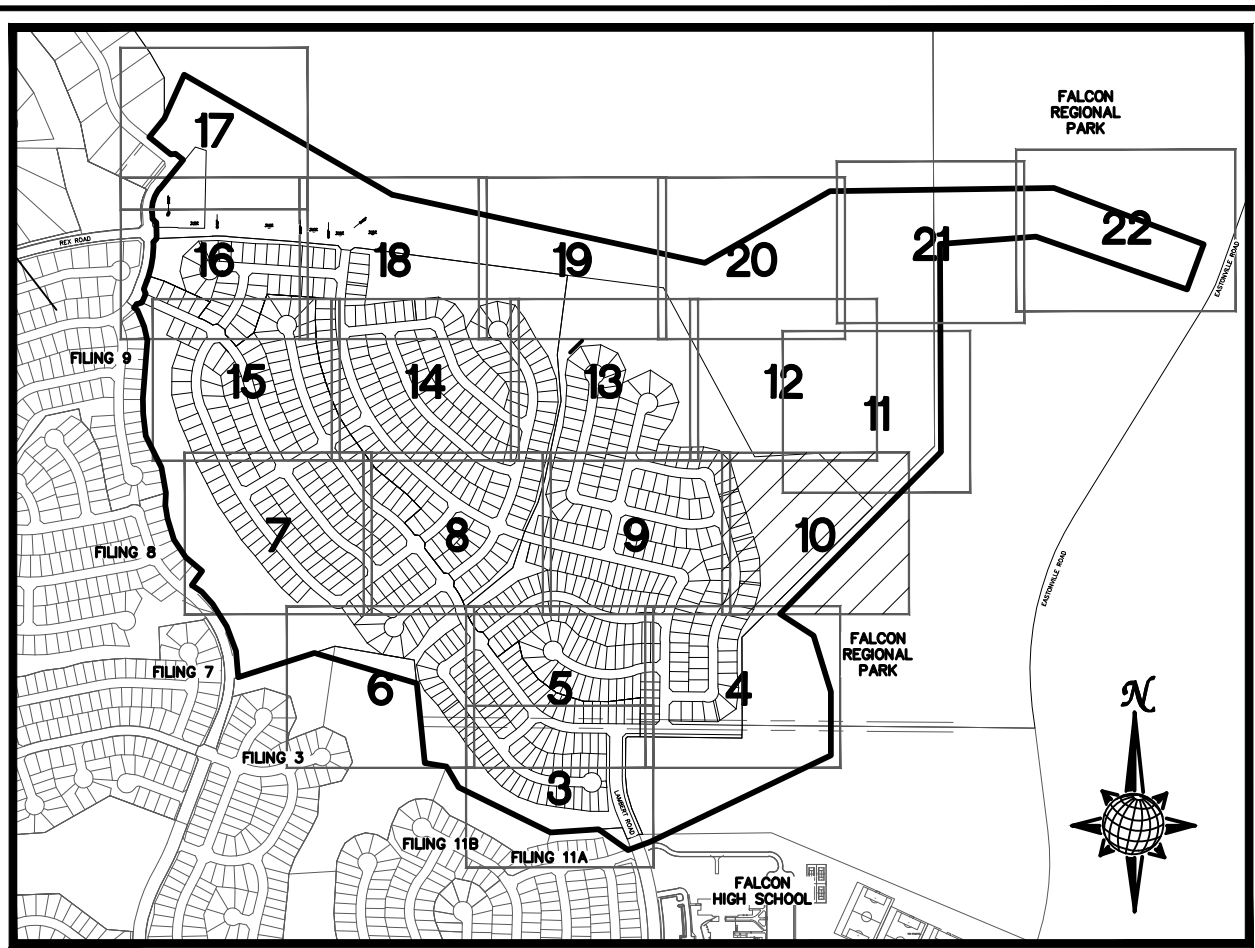 FALCON
REGIONAL
PARK
17
22
REX ROAD
16
18
19
20
21
EASTONVILLE ROAD
FILING 9
15
14
13
12
11
7
8
9
10
FILING 8
EASTONVILLE ROAD
FALCON
REGIONAL
PARK
FILING 7
6
5
4
N
FILING 3
3
LAMBERT ROAD
FILING 11B
FILING 11A
FALCON
HIGH SCHOOL